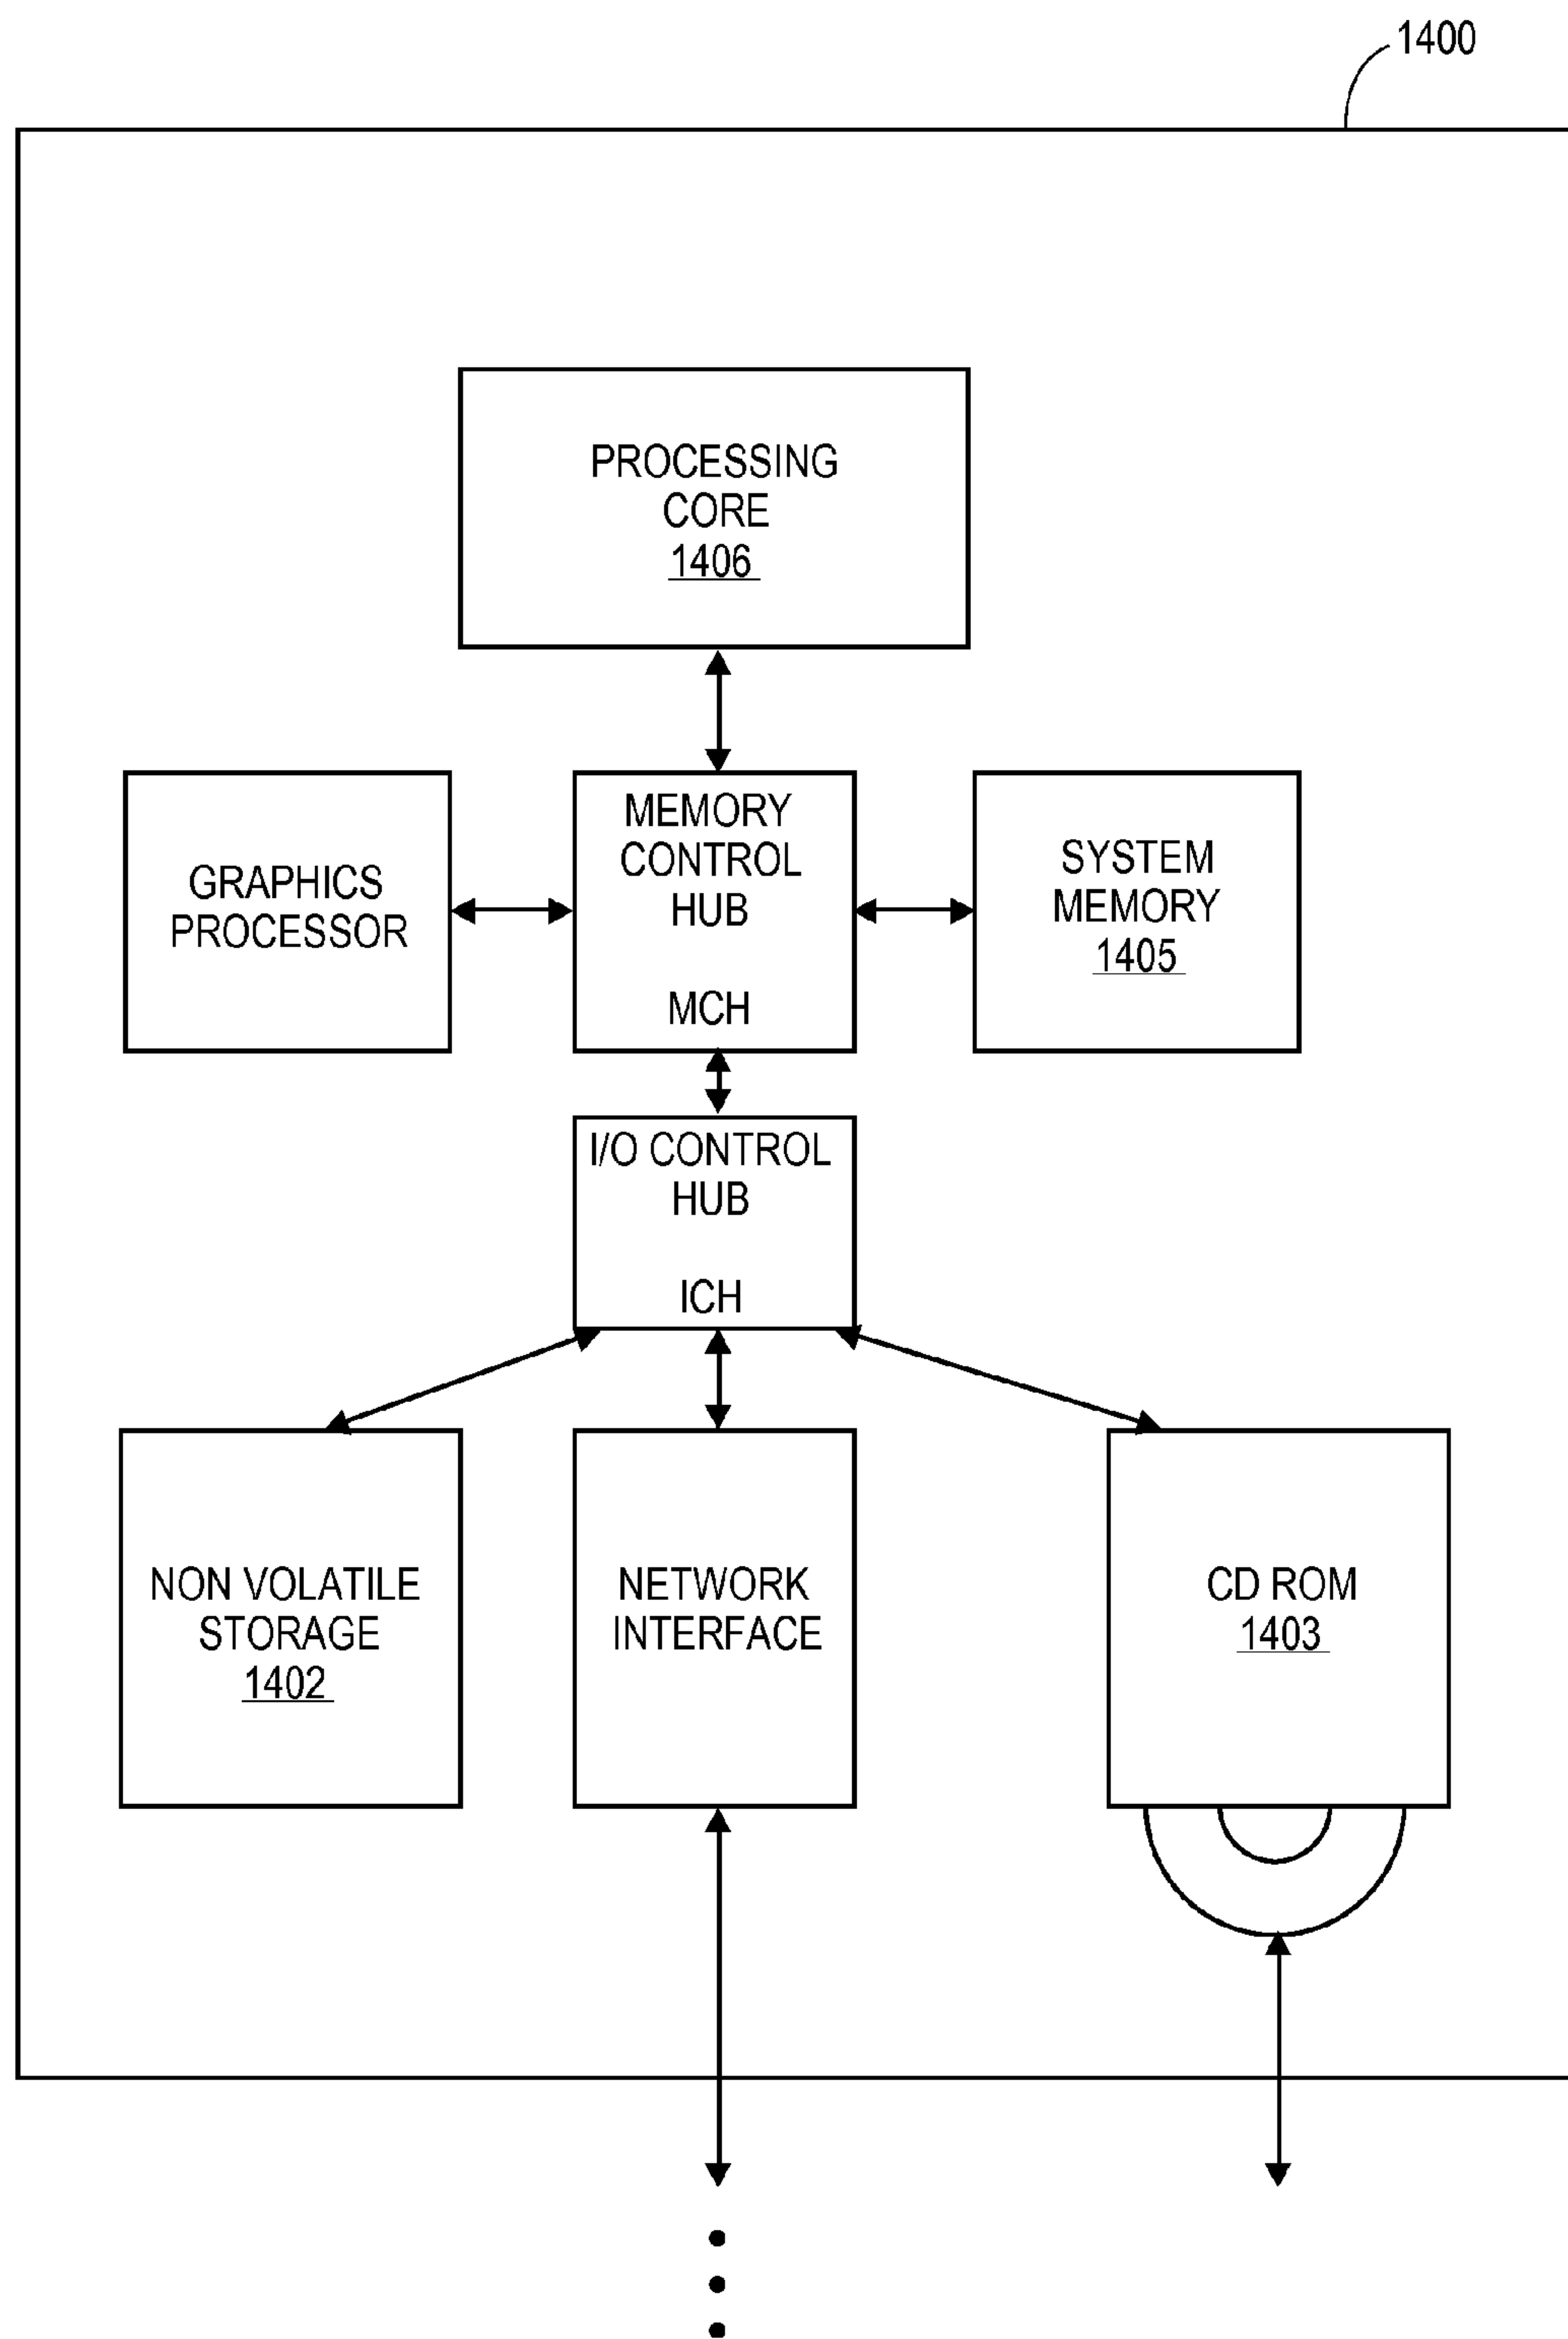 1400
PROCESSING
CORE
1406
GRAPHICS
PROCESSOR
MEMORY
CONTROL
HUB
MCH
SYSTEM
MEMORY
1405
I/O CONTROL
HUB
ICH
NON VOLATILE
STORAGE
1402
NETWORK
INTERFACE
CD ROM
1403